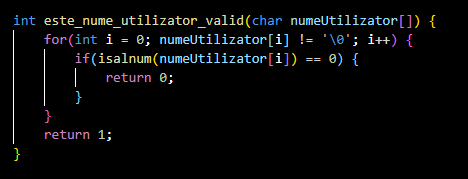 int este_nume_utilizator_valid(char numeUtilizator[]) {
    for(int i = 0; numeUtilizator[i] != '\0'; i++) {
        if(isalnum(numeUtilizator[i]) == 0) {
            return 0;
        }
    }
    return 1;
}